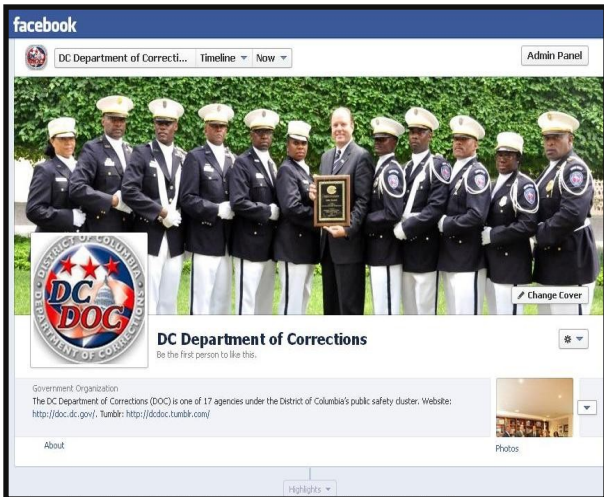 facebook
DC Department of Correcti... Timeline Now
Admin Panel
Change Cover
DISTRICT OF COLUMBIA
DC
DOC
DEPARTMENT OF CORRECTIONS
DC Department of Corrections
Be the first person to like this.
Government Organization
The DC Department of Corrections (DOC) is one of 17 agencies under the District of Columbia's public safety cluster. Website:
http://doc.dc.gov/. Tumblr: http://dcdoc.tumblr.com/
About
Photos
Highlights